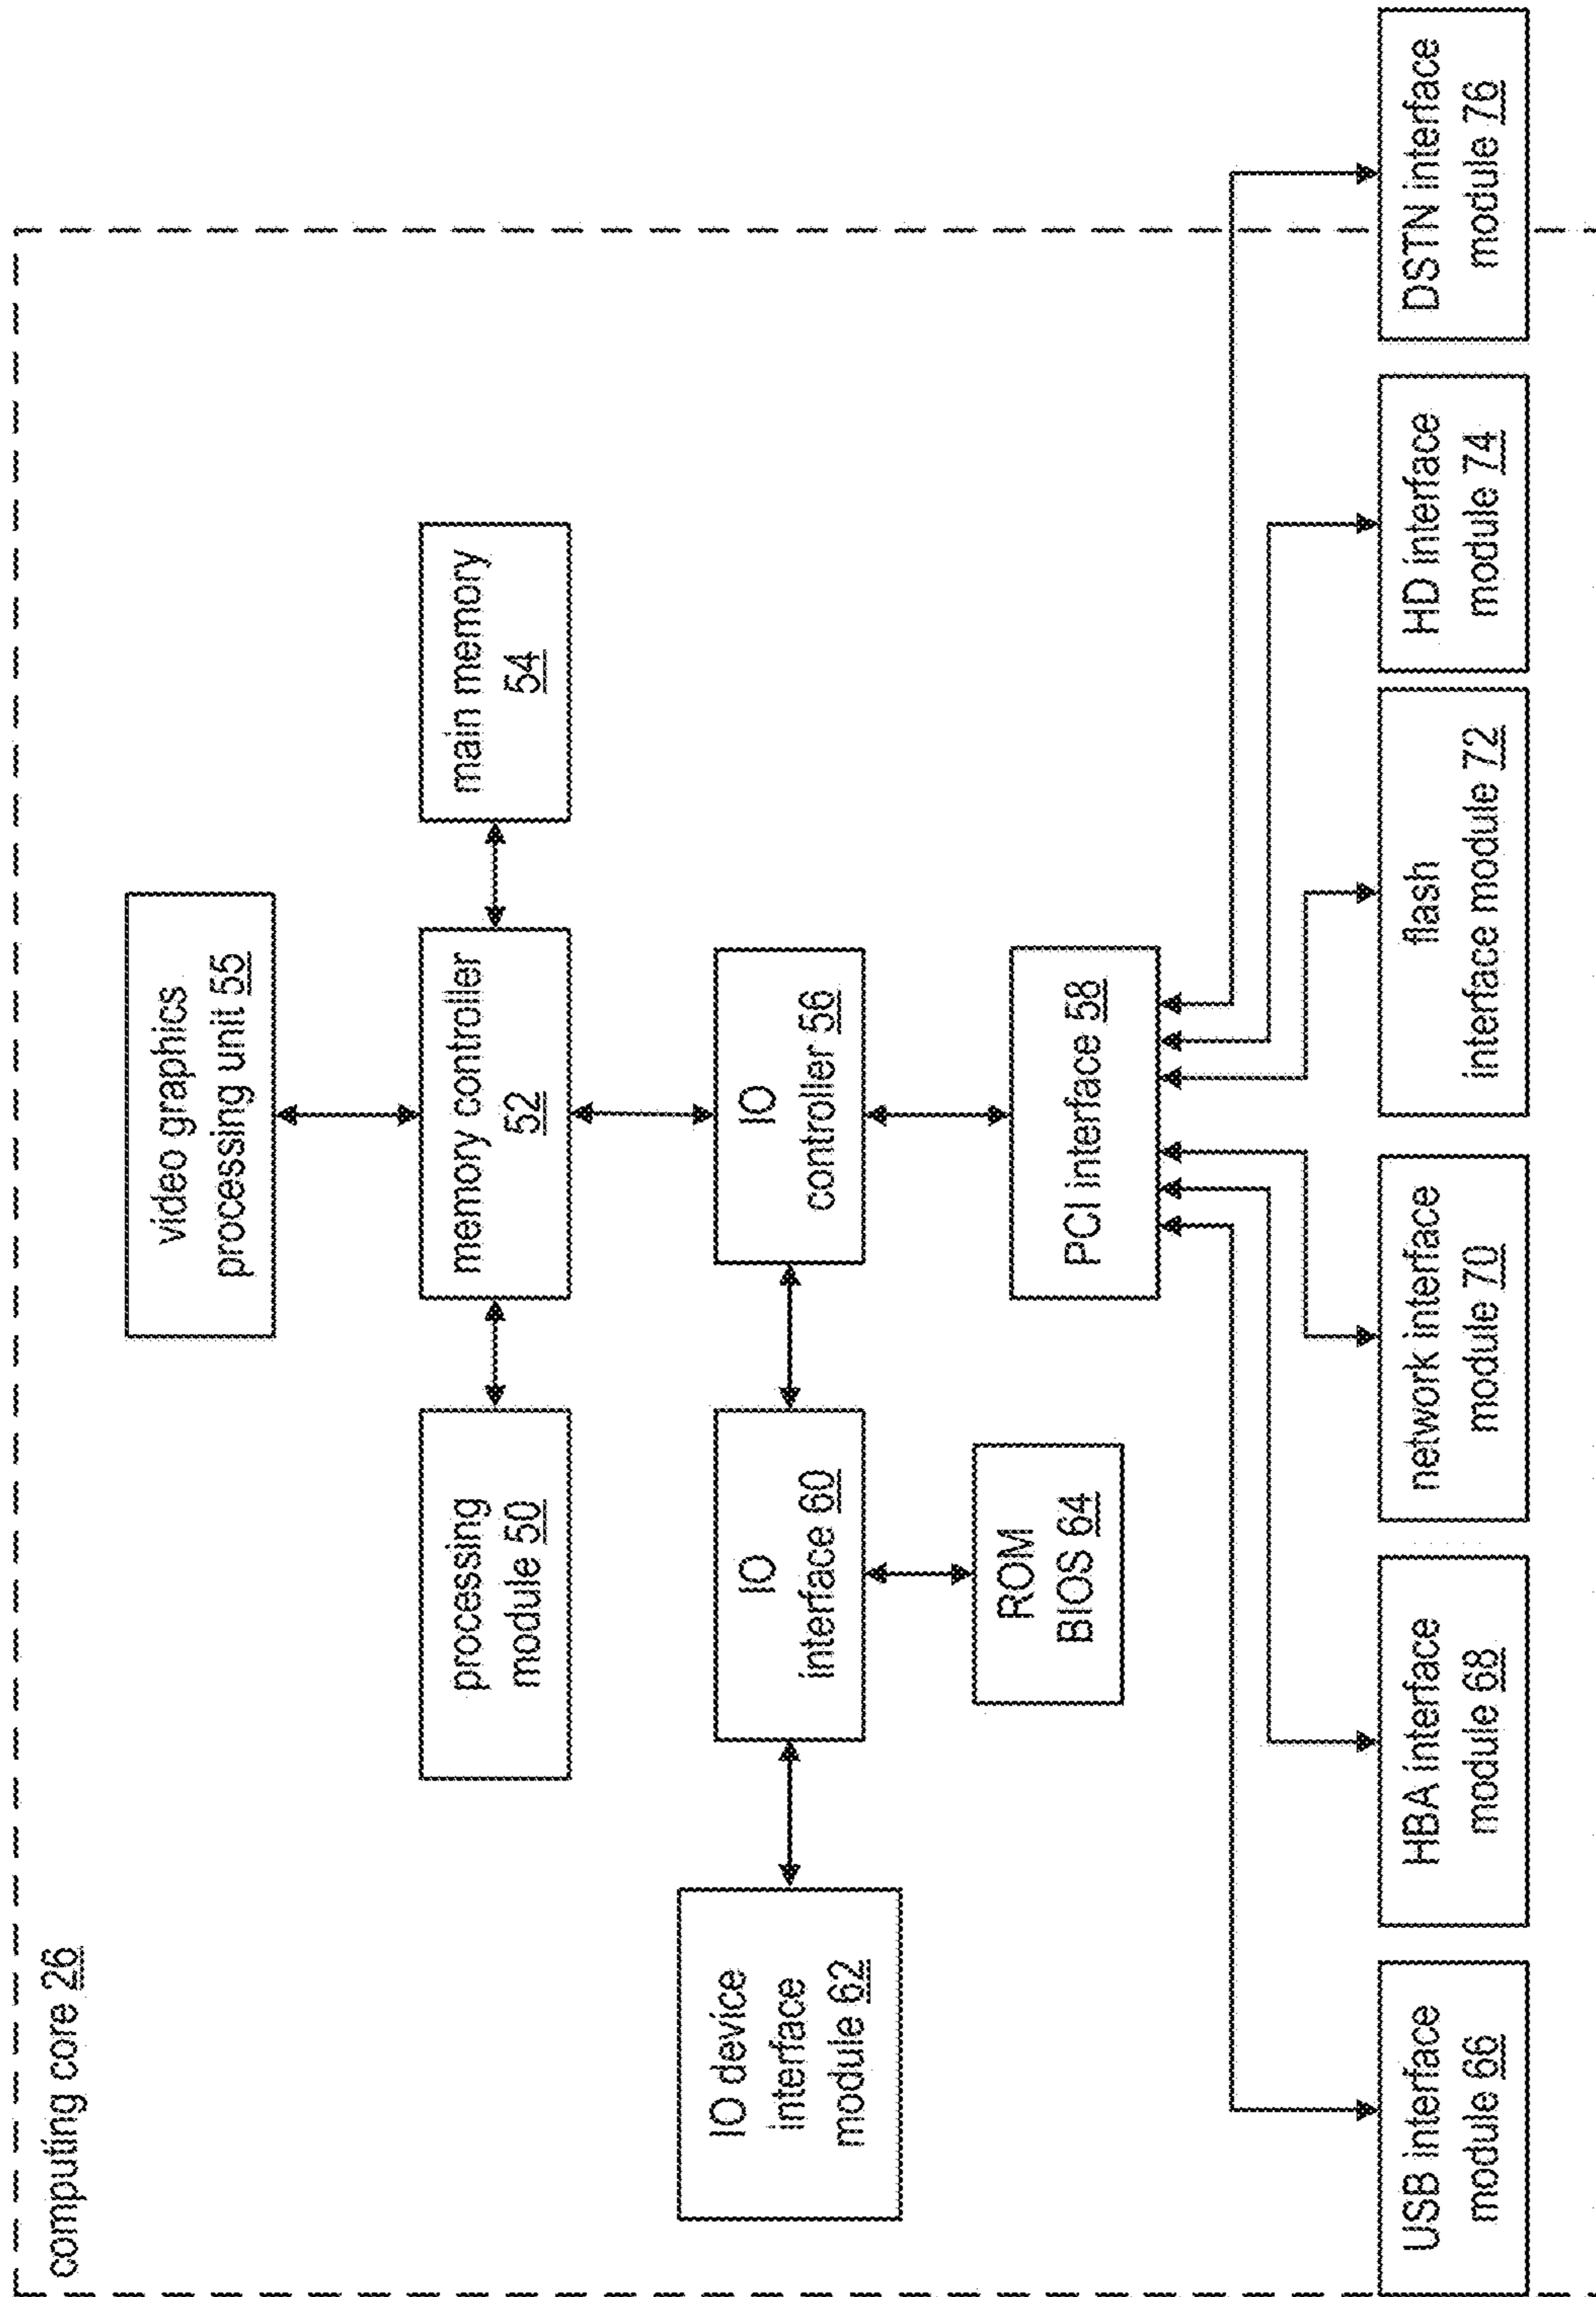 computing core 26
video graphics
processing unit 55
processing
module 50
memory controller
52
main memory
54
IO device
interface
module 62
IO
interface 60
IO
controller 56
ROM
BIOS 64
PCI interface 58
USB interface
module 66
HBA interface
module 68
network interface
module 70
flash
interface module 72
HD interface
module 74
DSTN interface
module 76